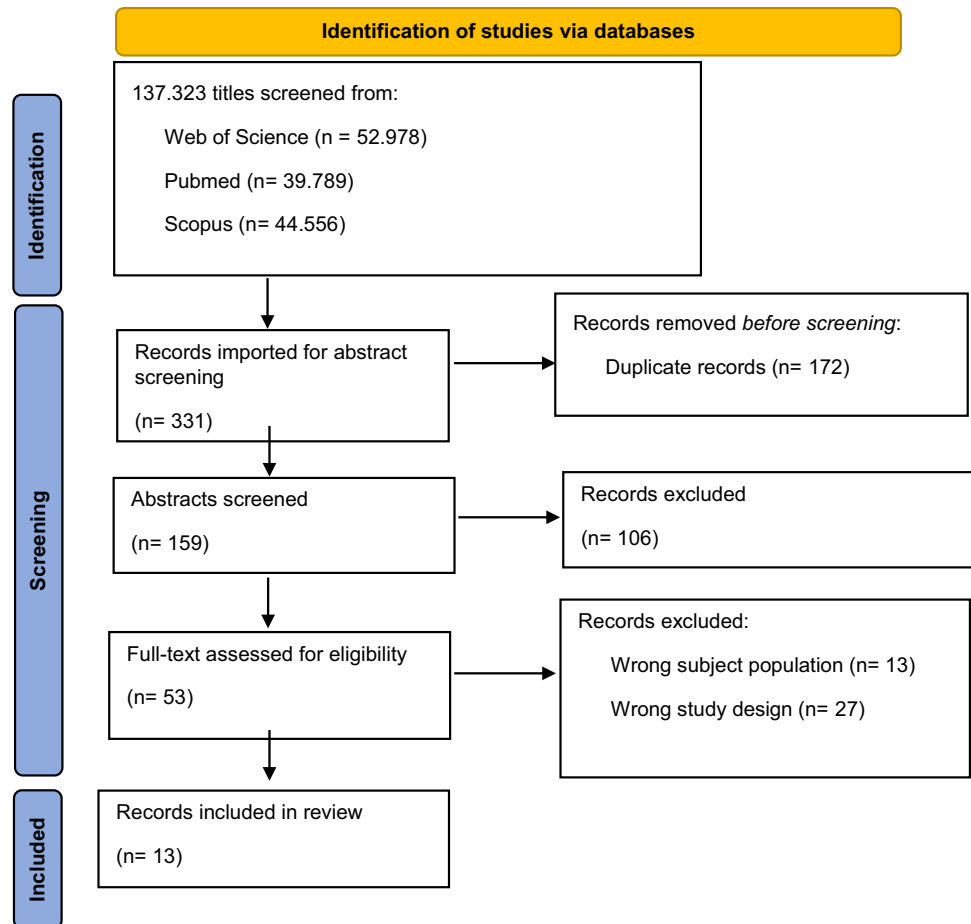 Identification of studies via databases
Identification
137.323 titles screened from:
Web of Science (n = 52.978)
Pubmed (n= 39.789)
Scopus (n= 44.556)
Screening
Records imported for abstract
screening
(n= 331)
Records removed before screening:
Duplicate records (n= 172)
Abstracts screened
(n= 159)
Records excluded
(n= 106)
Full-text assessed for eligibility
(n= 53)
Records excluded:
Wrong subject population (n= 13)
Wrong study design (n= 27)
Included
Records included in review
(n= 13)